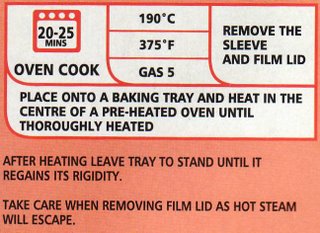 20-25
MINS
OVEN COOK
190°C
375°F
GAS 5
REMOVE THE
SLEEVE
AND FILM LID
PLACE ONTO A BAKING TRAY AND HEAT IN THE
CENTRE OF A PRE-HEATED OVEN UNTIL
THOROUGHLY HEATED
AFTER HEATING LEAVE TRAY TO STAND UNTIL IT
REGAINS ITS RIGIDITY.
TAKE CARE WHEN REMOVING FILM LID AS HOT STEAM
WILL ESCAPE.